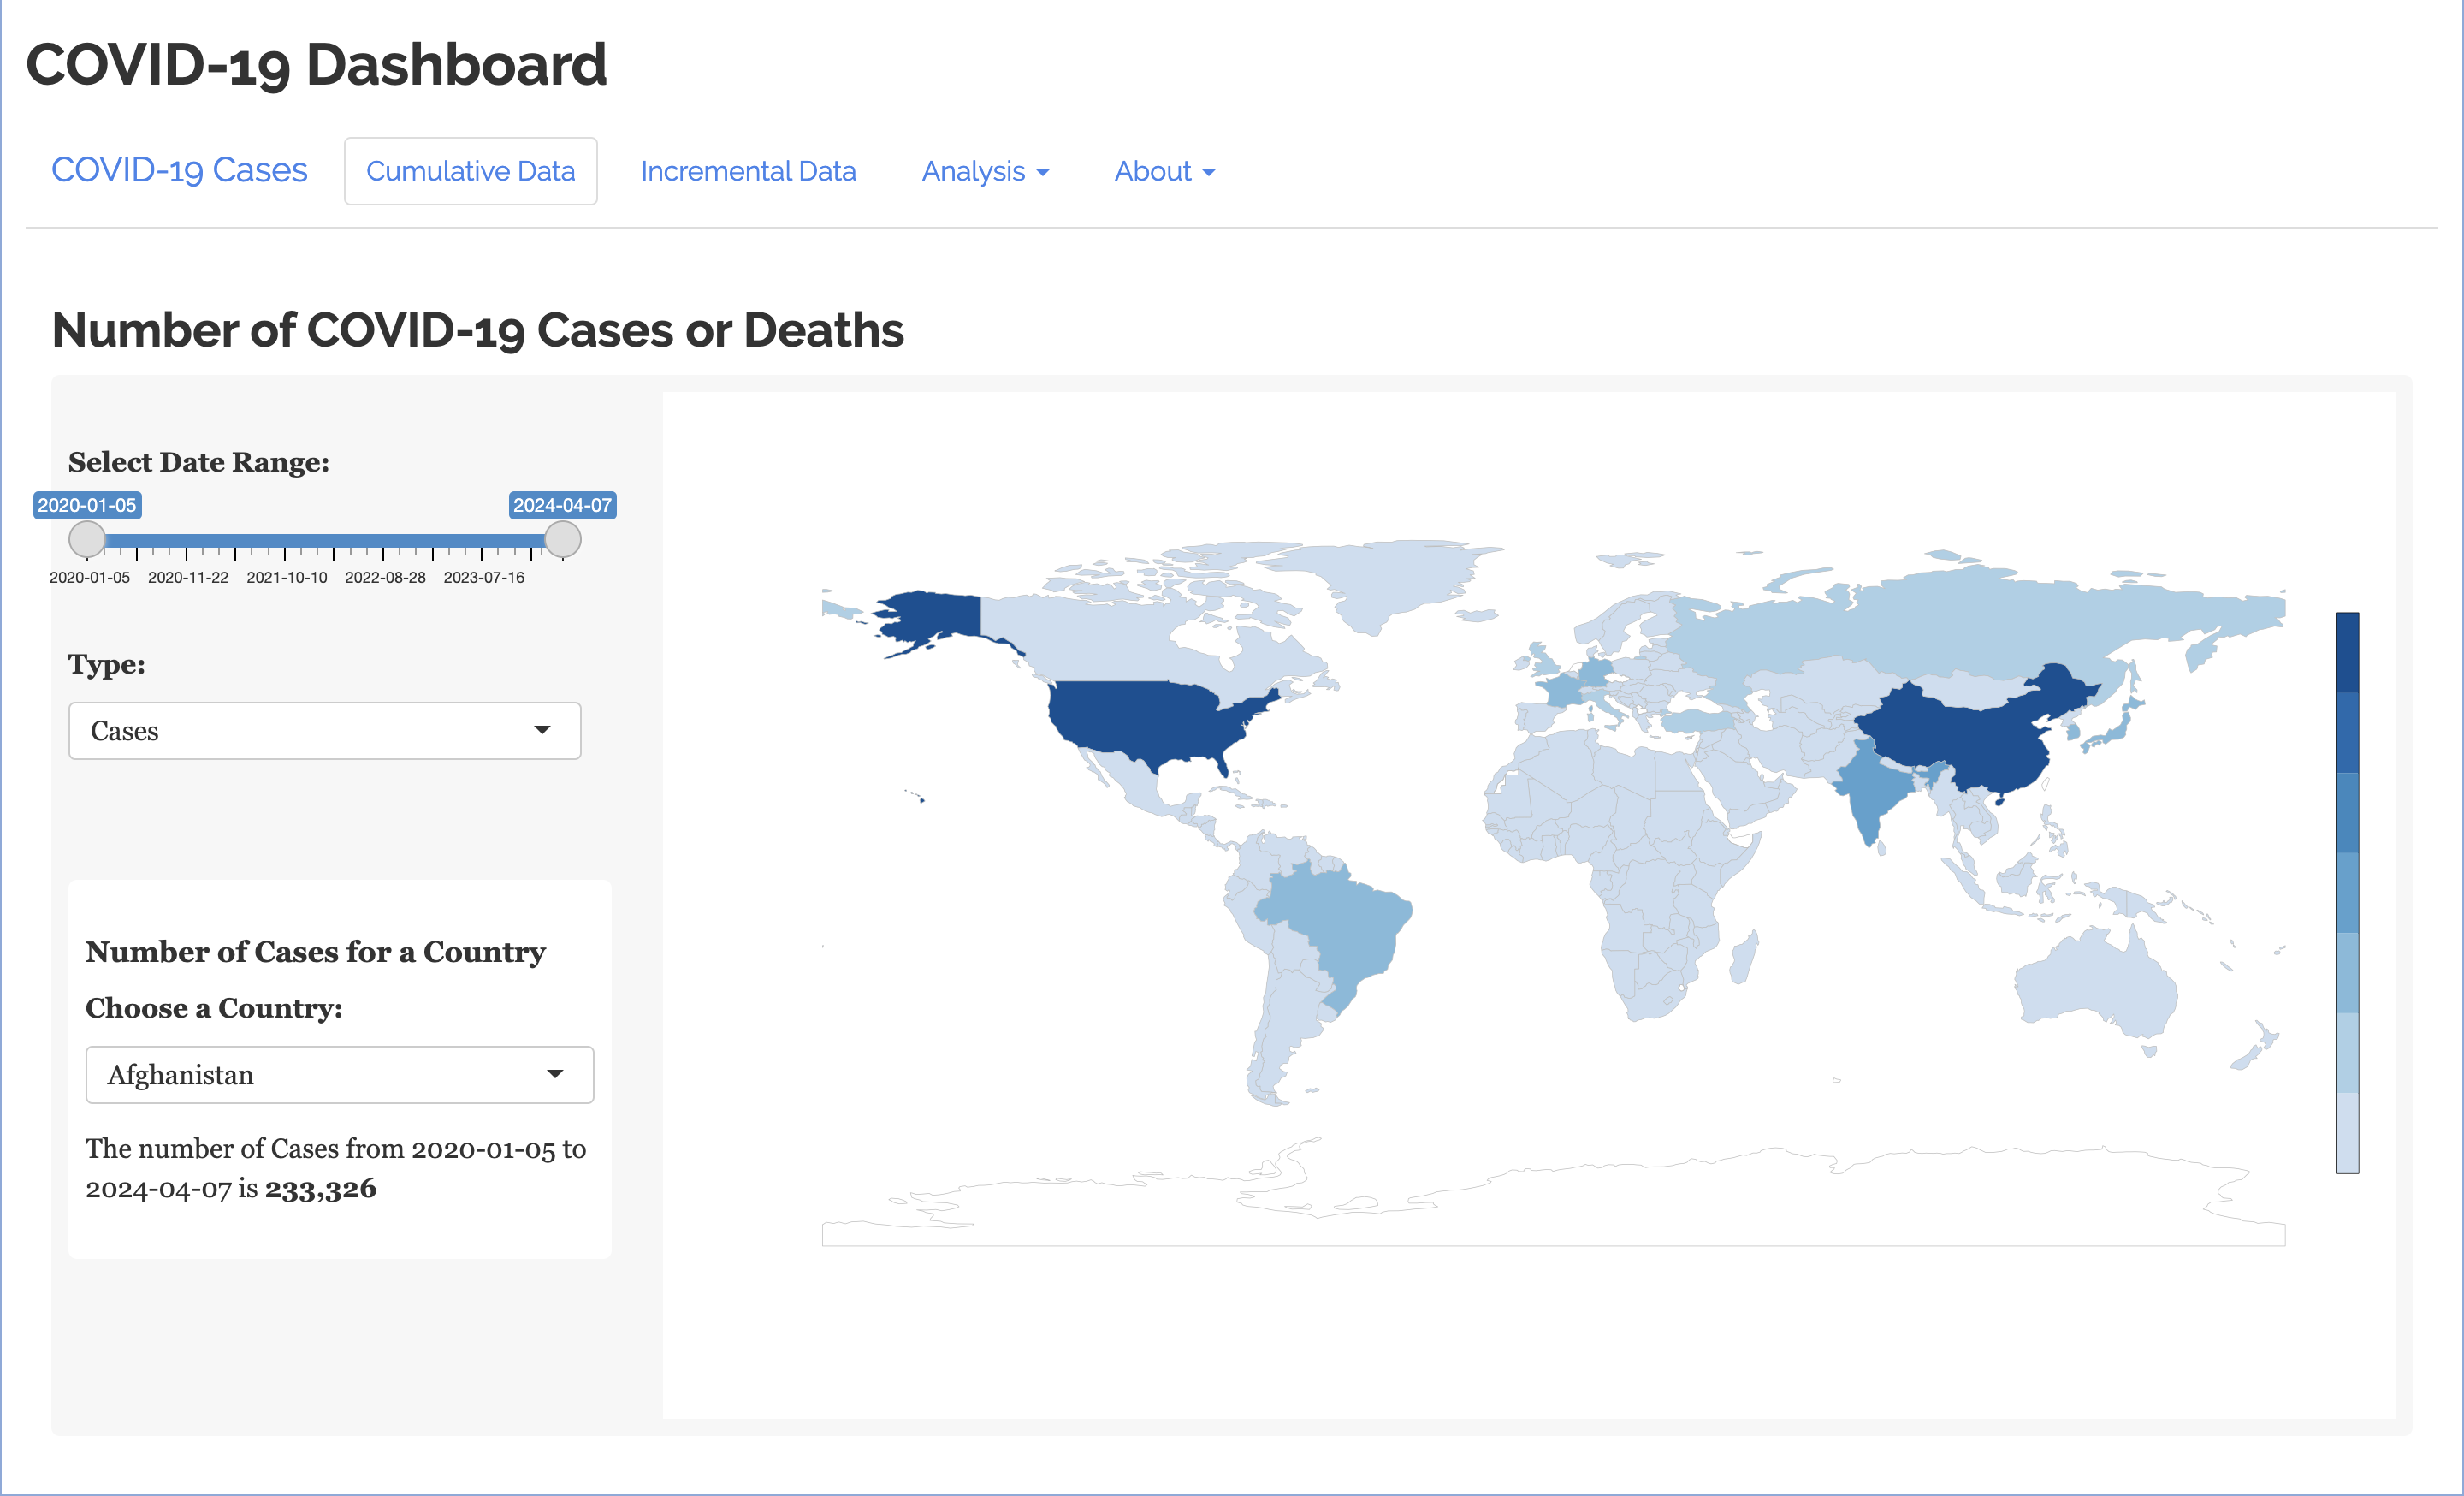 COVID-19 Dashboard
COVID-19 Cases Cumulative Data Incremental Data Analysis About
Number of COVID-19 Cases or Deaths
Select Date Range:
2020-01-05 2024-04-07
2020-01-05 2020-11-22 2021-10-10 2022-08-28 2023-07-16
Type:
Cases
Number of Cases for a Country
Choose a Country:
Afghanistan
The number of Cases from 2020-01-05 to
2024-04-07 is 233,326